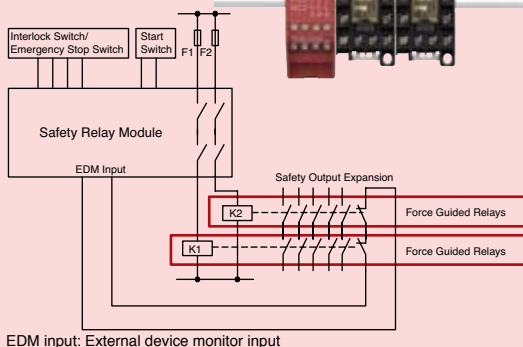 Interlock Switch/
Emergency Stop Switch
Start
Switch
F1 F2
Safety Relay Module
EDM Input
Safety Output Expansion
K2
Force Guided Relays
K1
Force Guided Relays
EDM input: External device monitor input